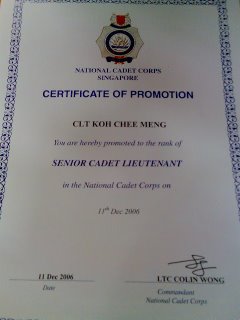 NATIONAL CADET CORPS
SINGAPORE
CERTIFICATE OF PROMOTION
CLT KOH CHEE MENG
You are hereby promoted to the rank of
SENIOR CADET LIEUTENANT
in the National Cadet Corps on
11th Dec 2006
11 Dec 2006
Date
LTC COLIN WONG
Commandant
National Cadet Corps